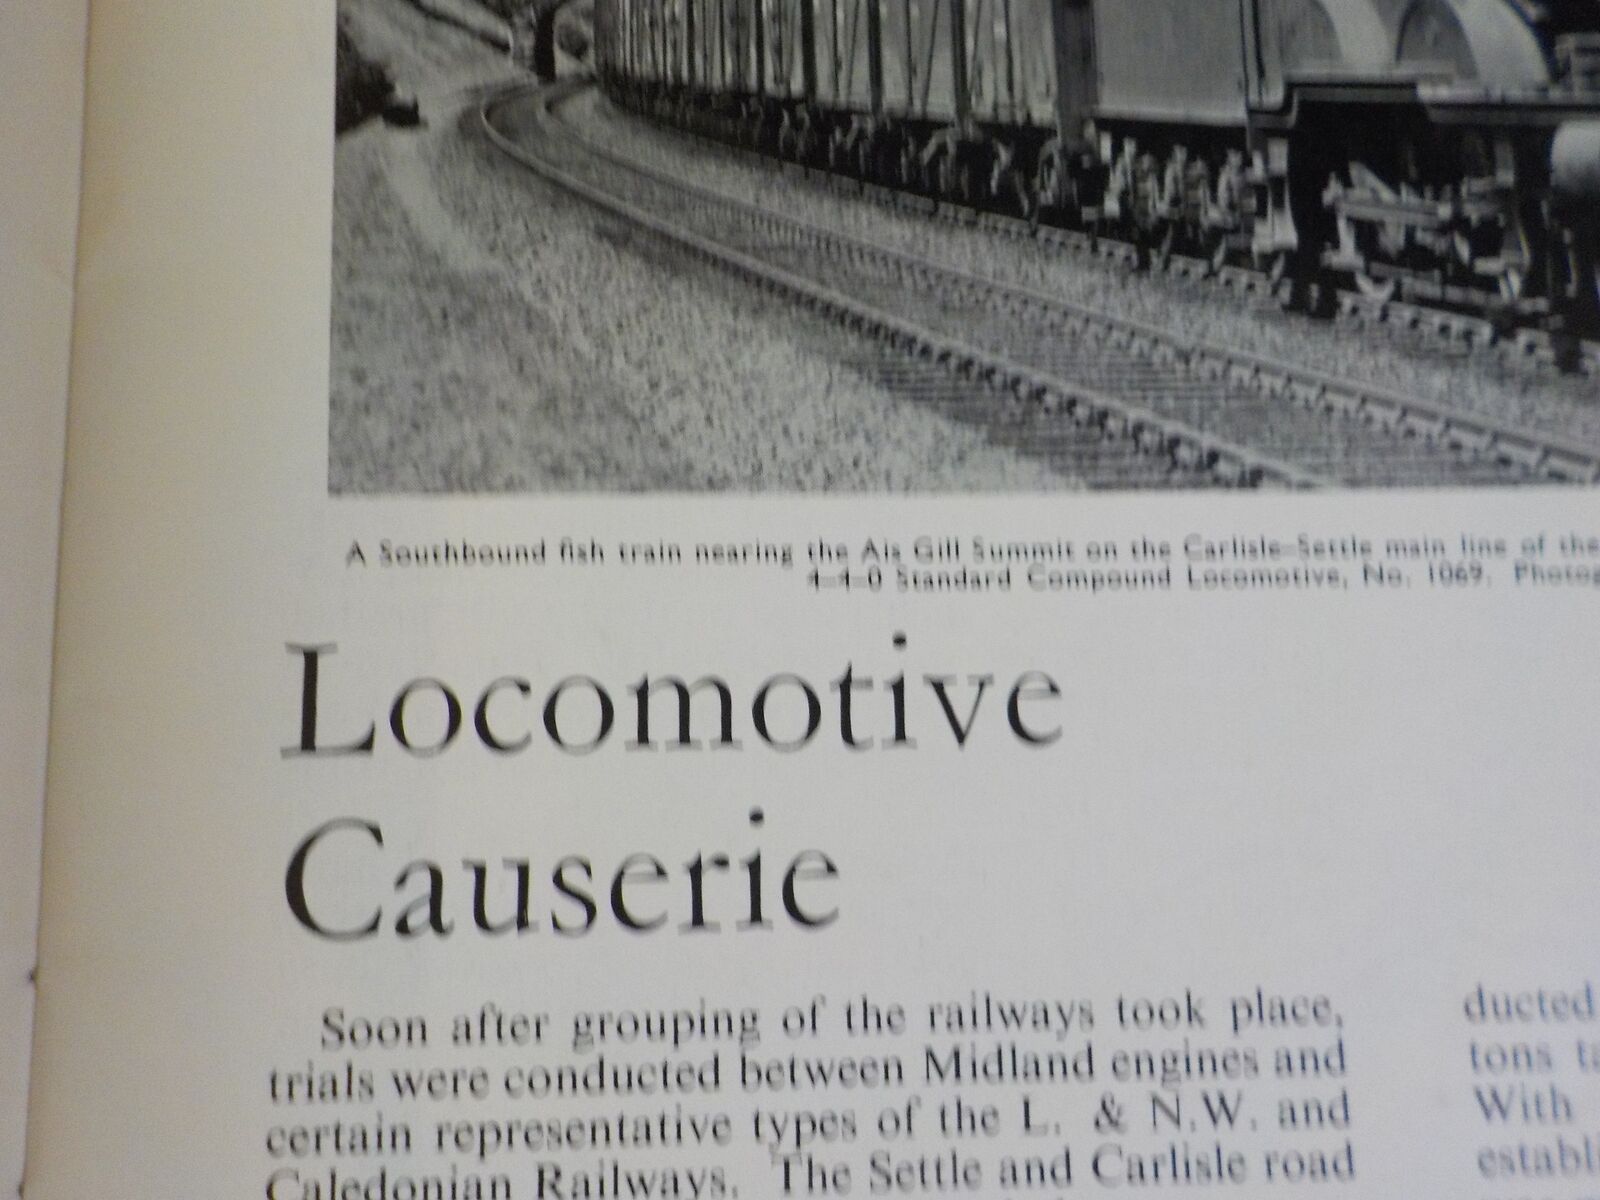 A Southbound fish train nearing the Ais Gill Summit on the Carlisle-Settle main line of the
4-4-0 Standard Compound Locomotive, No. 1069. Photog
Locomotive
Causerie
Soon after grouping of the railways took place,
trials were conducted between Midland engines and
certain representative types of the L. & N.W. and
Caledonian Railways. The Settle and Carlisle road
ducted
tons ta
With
establi